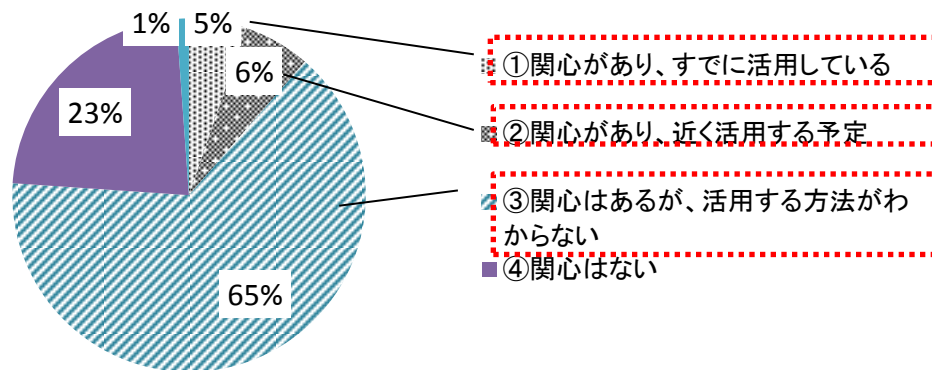 1%
5%
6%
23%
65%
①関心があり、すでに活用している
②関心があり、近く活用する予定
③関心はあるが、活用する方法がわ
からない
④関心はない